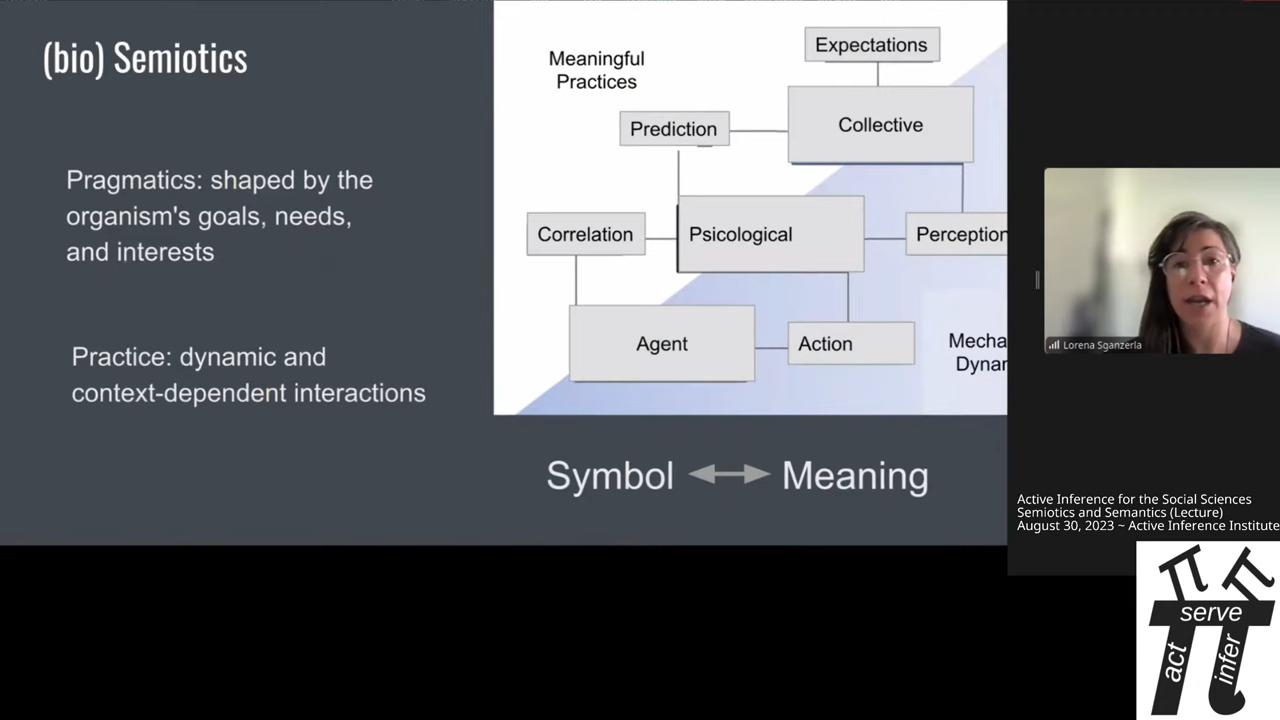 (bio) Semiotics
Pragmatics: shaped by the
organism's goals, needs,
and interests
Practice: dynamic and
context-dependent interactions
Meaningful
Practices
Expectations
Prediction
Collective
Correlation
Psicological
Perception
Agent
Action
Mecha
Dynar
Symbol
Meaning
Lorena Sganzerla
Active Inference for the Social Sciences
Semiotics and Semantics (Lecture)
August 30, 2023 ~ Active Inference Institute
serve
act
infer